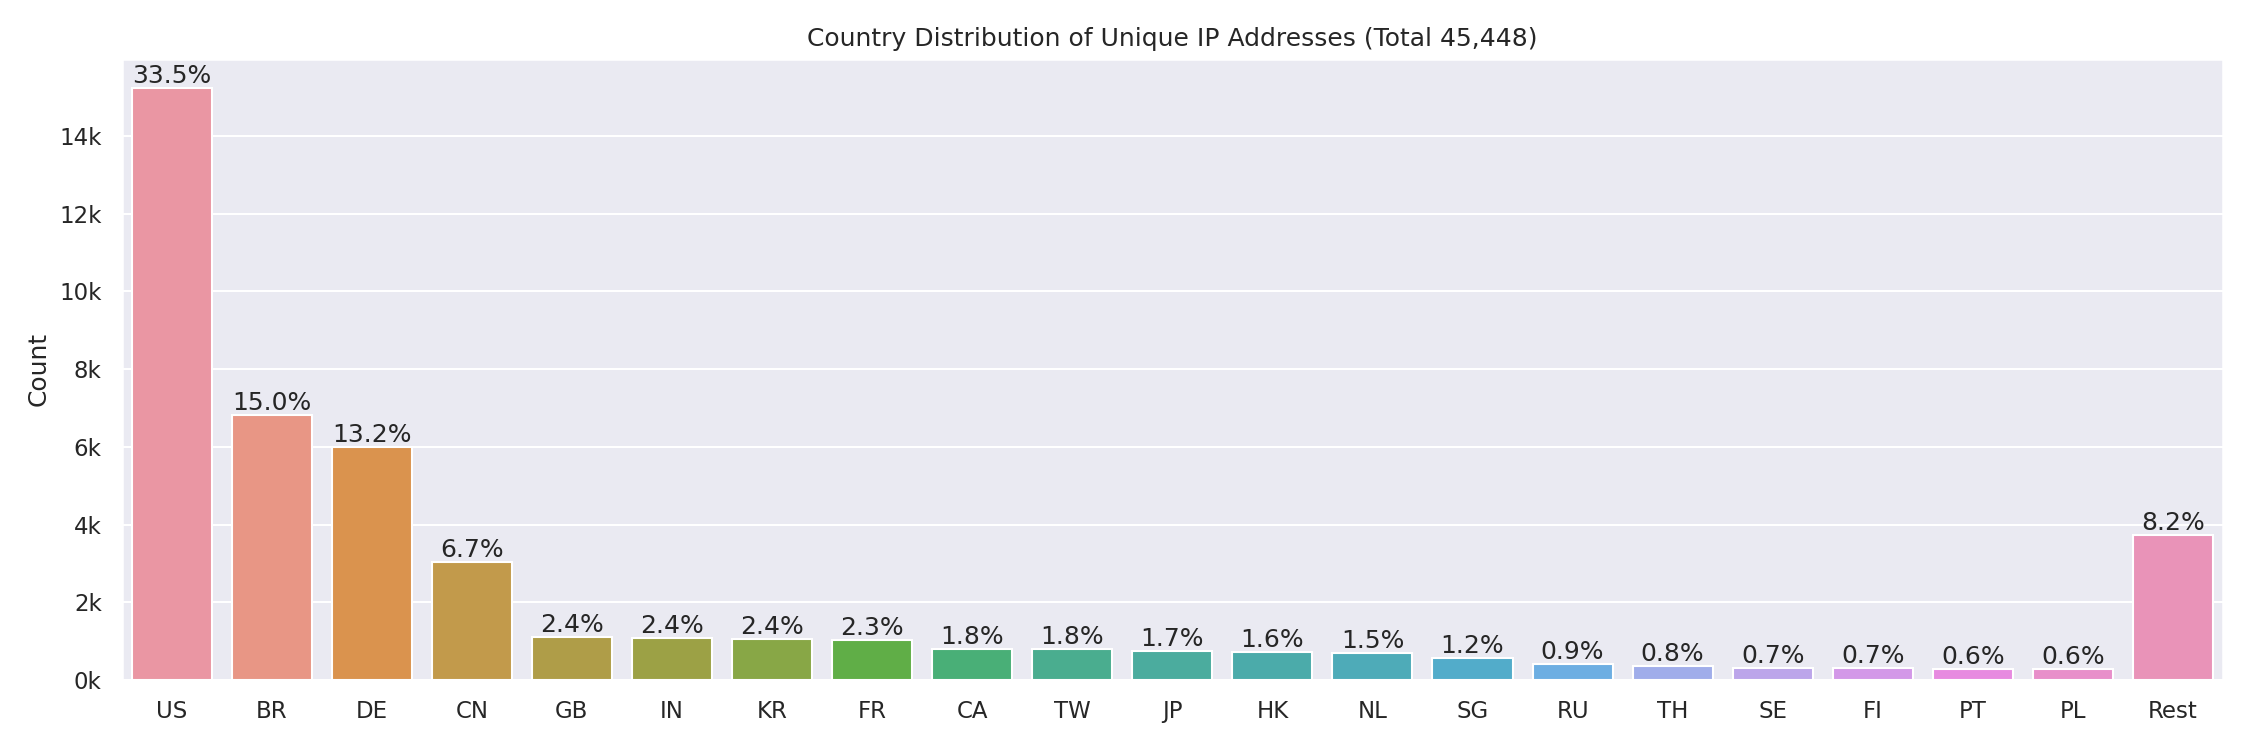 Country Distribution of Unique IP Addresses (Total 45,448)
Count
14k
12k
10k
8k
6k
4k
2k
0k
33.5%
15.0%
13.2%
6.7%
2.4%
2.4%
2.4%
2.3%
1.8%
1.8%
1.7%
1.6%
1.5%
1.2%
0.9%
0.8%
0.7%
0.7%
0.6%
0.6%
8.2%
US BR DE CN GB IN KR FR CA TW JP HK NL SG RU TH SE FI PT PL Rest